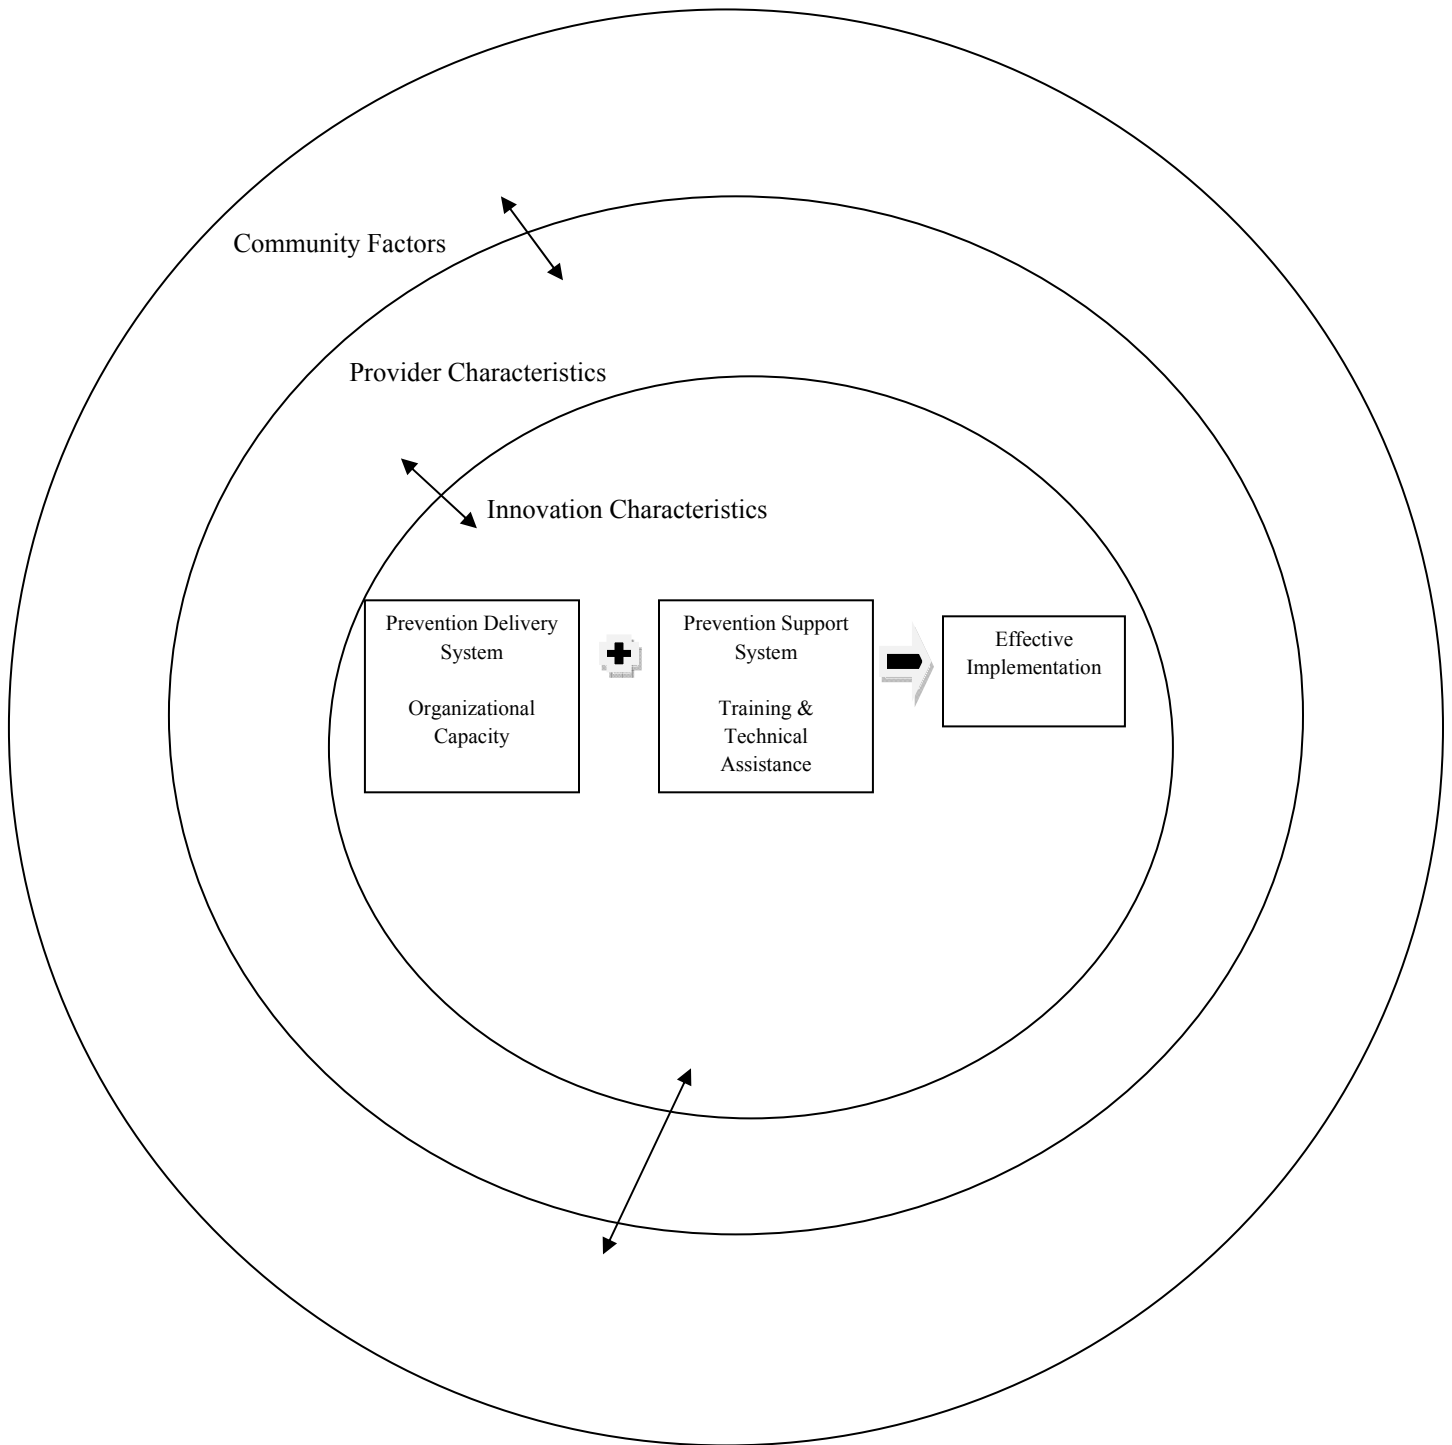 Community Factors
Provider Characteristics
Innovation Characteristics
Prevention Delivery
System
Organizational
Capacity
Prevention Support
System
Training &
Technical
Assistance
Effective
Implementation